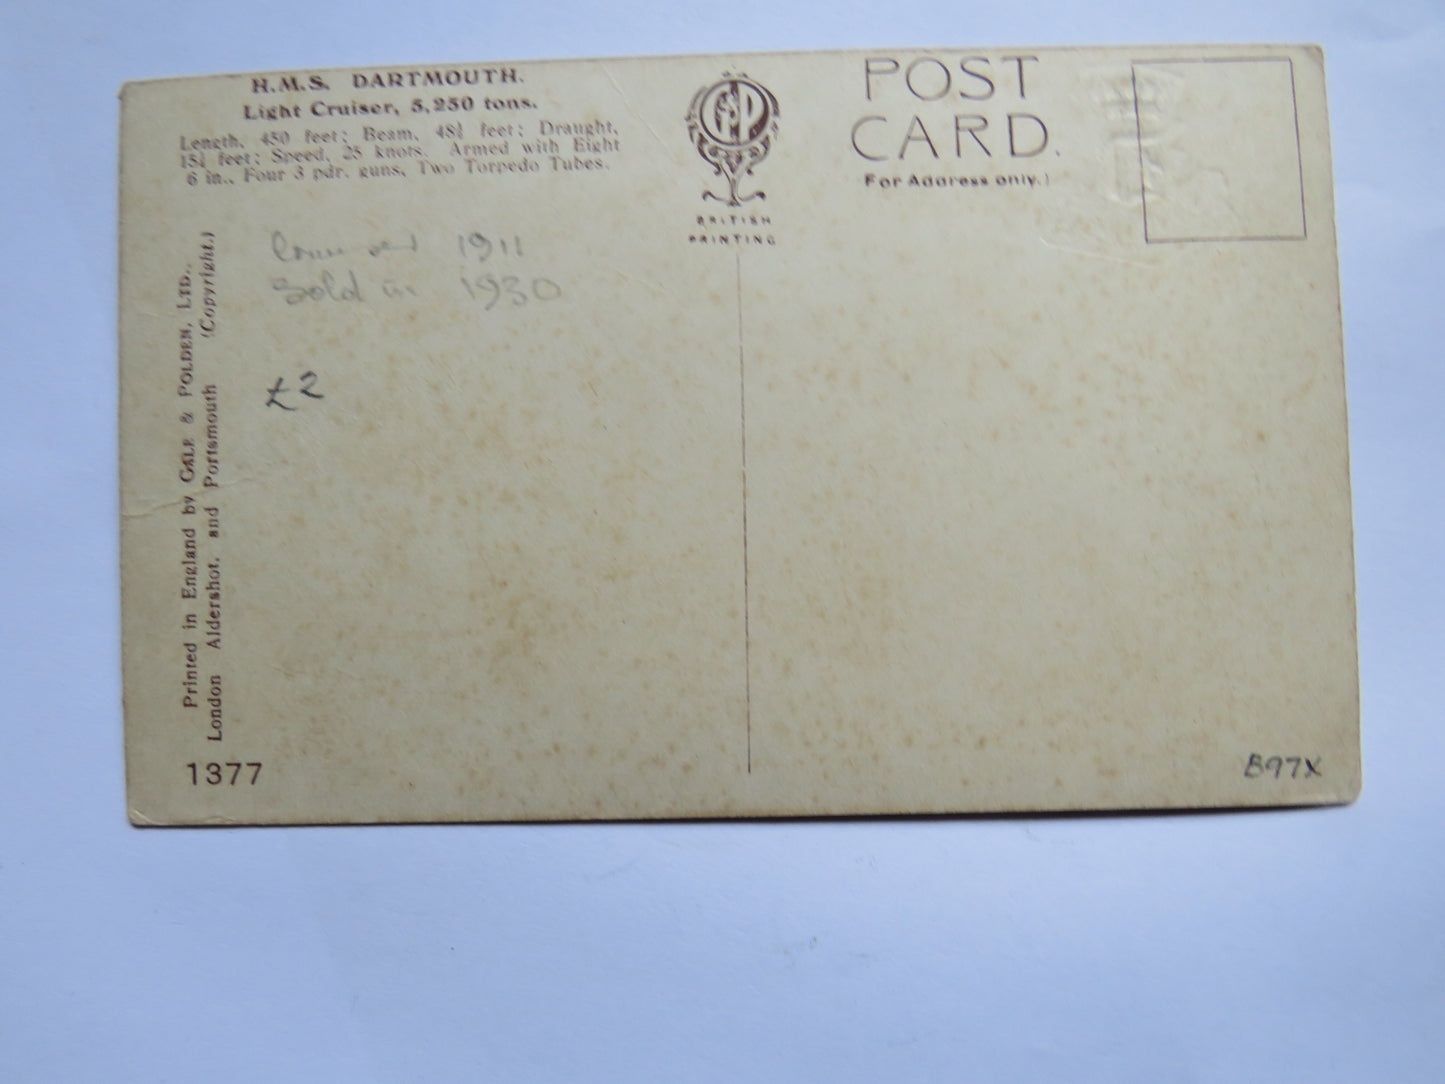 H.M.S. DARTMOUTH.
Light Cruiser, 5,250 tons.
Length, 450 feet; Beam, 48½ feet; Draught,
15¼ feet; Speed, 25 knots. Armed with Eight
6 in., Four 3 pdr. guns, Two Torpedo Tubes.
1911
Sold in 1930
£2
Printed in England by GALE & POLDEN, LTD.,
London Aldershot, and Portsmouth (Copyright.)
1377
G&P
BRITISH
PRINTING
POST
CARD.
For Address only.)
B97X